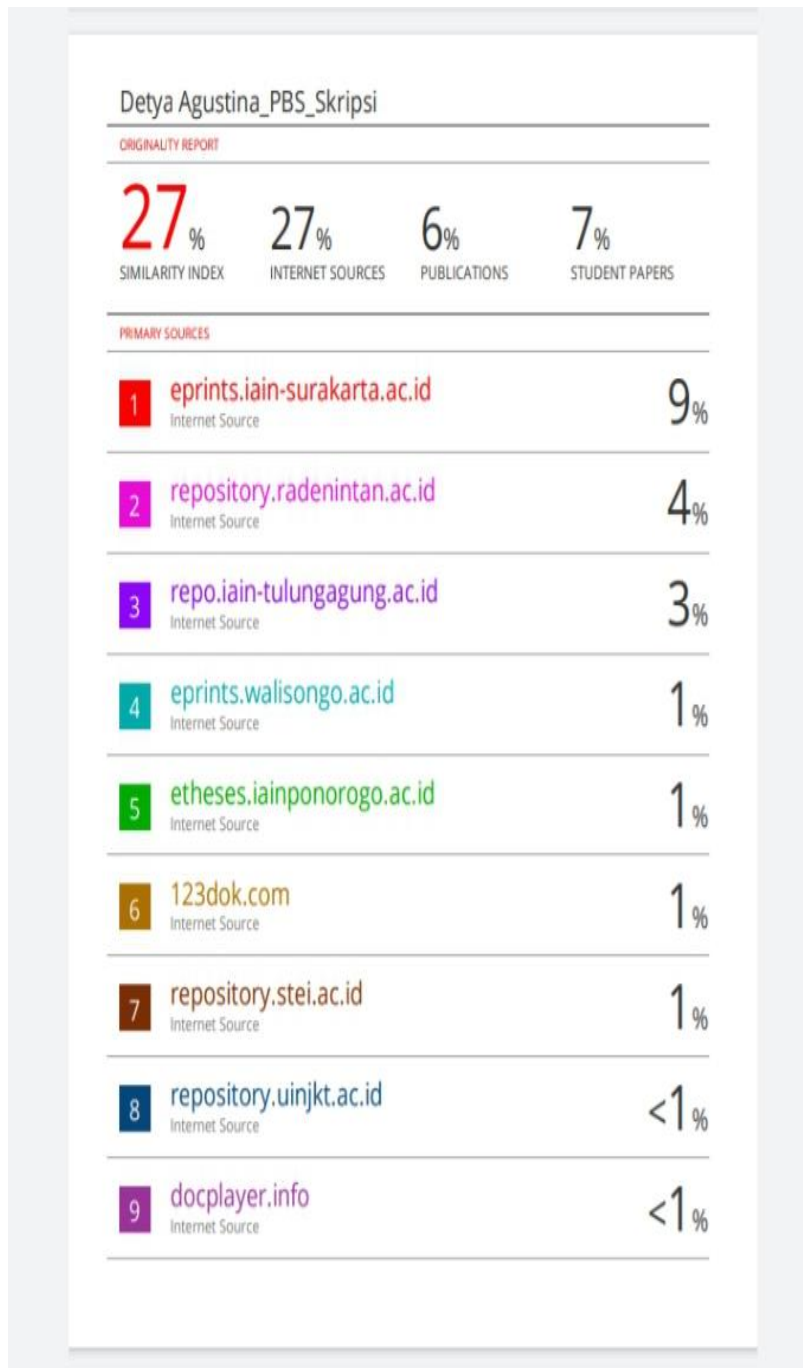 Detya Agustina_PBS_Skripsi
ORIGINALITY REPORT
27% 27% 6% 7%
SIMILARITY INDEX INTERNET SOURCES PUBLICATIONS STUDENT PAPERS
PRIMARY SOURCES
1 eprints.iain-surakarta.ac.id 9%
Internet Source
2 repository.radenintan.ac.id 4%
Internet Source
3 repo.iain-tulungagung.ac.id 3%
Internet Source
4 eprints.walisongo.ac.id 1%
Internet Source
5 etheses.iainponorogo.ac.id 1%
Internet Source
6 123dok.com 1%
Internet Source
7 repository.stei.ac.id 1%
Internet Source
8 repository.uinjkt.ac.id <1%
Internet Source
9 docplayer.info <1%
Internet Source